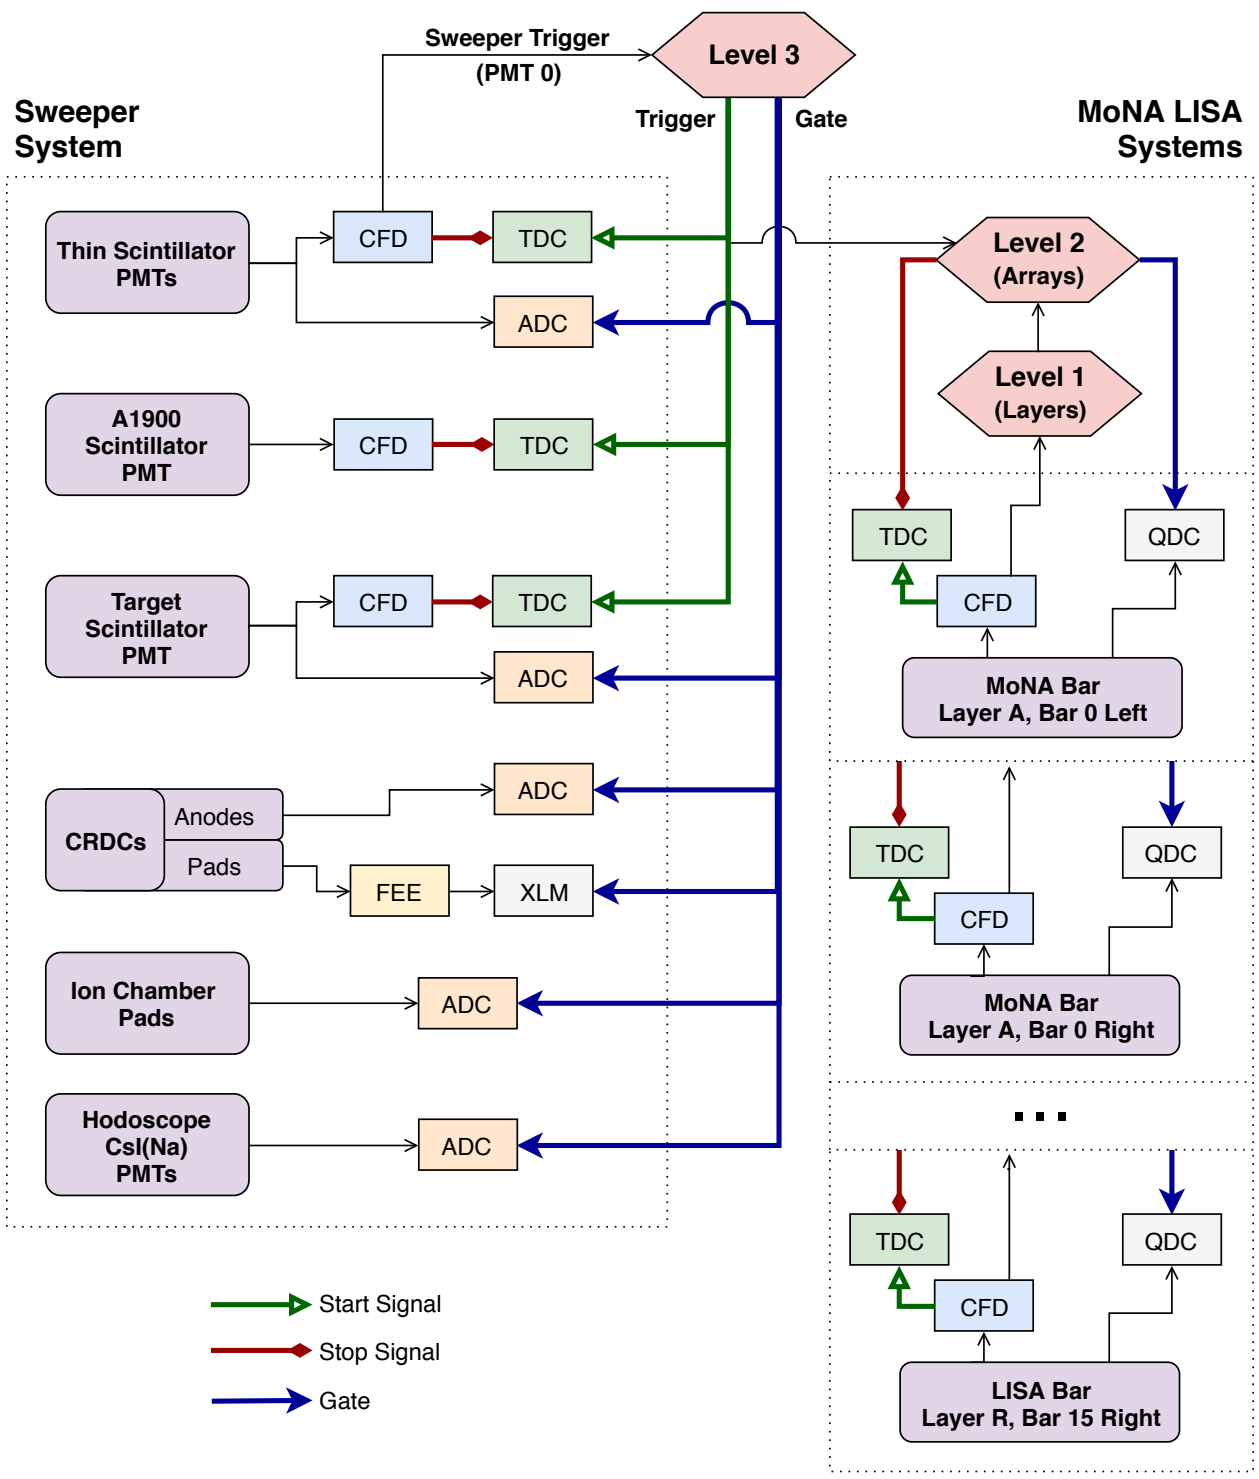 Sweeper Trigger
(PMT 0)
Level 3
Trigger
Gate
Sweeper
System
Thin Scintillator
PMTs
CFD
TDC
ADC
A1900
Scintillator
PMT
CFD
TDC
Target
Scintillator
PMT
CFD
TDC
ADC
CRDCs
Anodes
Pads
ADC
FEE
XLM
Ion Chamber
Pads
ADC
Hodoscope
CsI(Na)
PMTs
ADC
Start Signal
Stop Signal
Gate
MoNA LISA
Systems
Level 2
(Arrays)
Level 1
(Layers)
TDC
QDC
CFD
MoNA Bar
Layer A, Bar 0 Left
TDC
QDC
CFD
MoNA Bar
Layer A, Bar 0 Right
...
TDC
QDC
CFD
LISA Bar
Layer R, Bar 15 Right